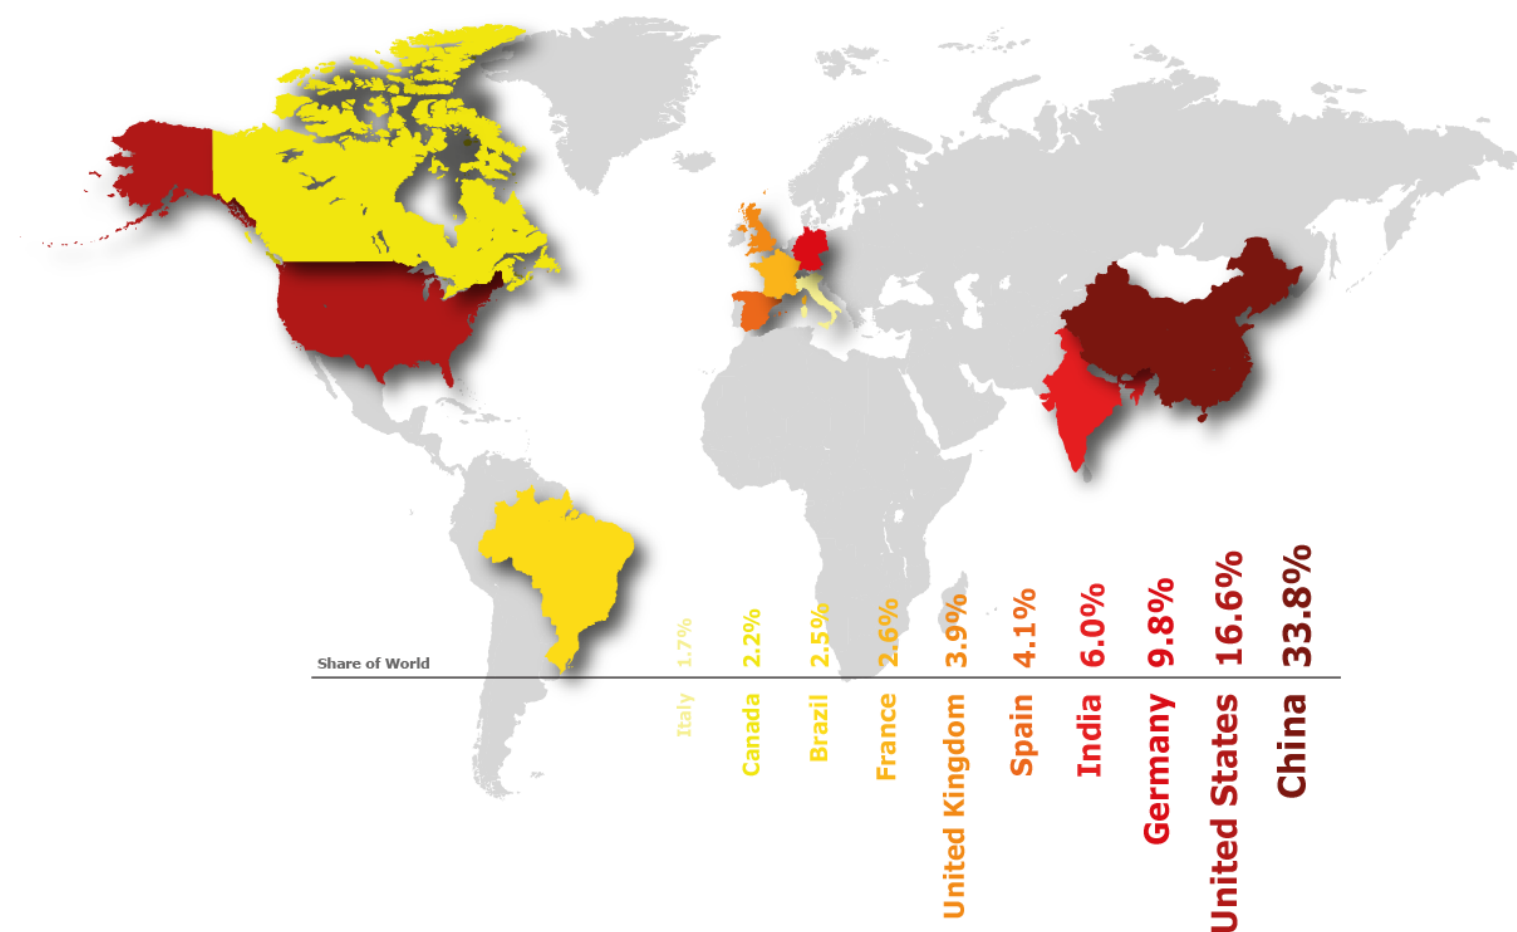 Share of World
Italy 1.7%
Canada 2.2%
Brazil 2.5%
France 2.6%
United Kingdom 3.9%
Spain 4.1%
India 6.0%
Germany 9.8%
United States 16.6%
China 33.8%